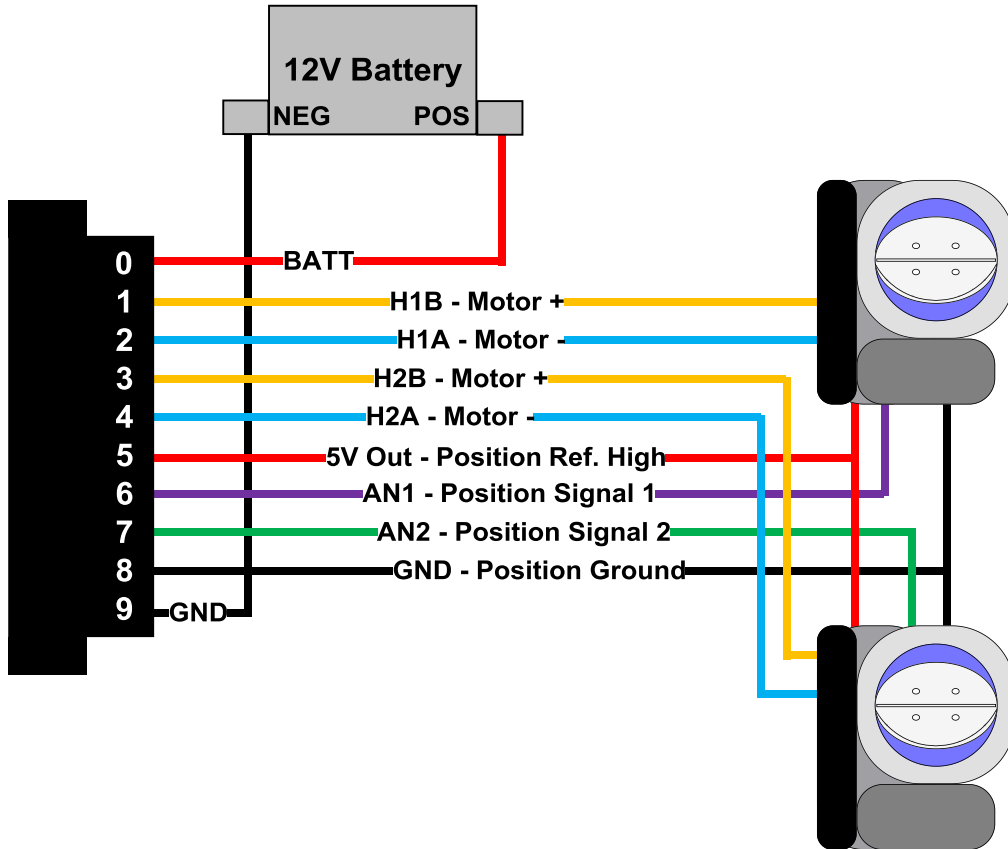 12V Battery
NEG POS
0 BATT
1 H1B - Motor +
2 H1A - Motor -
3 H2B - Motor +
4 H2A - Motor -
5 5V Out - Position Ref. High
6 AN1 - Position Signal 1
7 AN2 - Position Signal 2
8 GND - Position Ground
9 GND